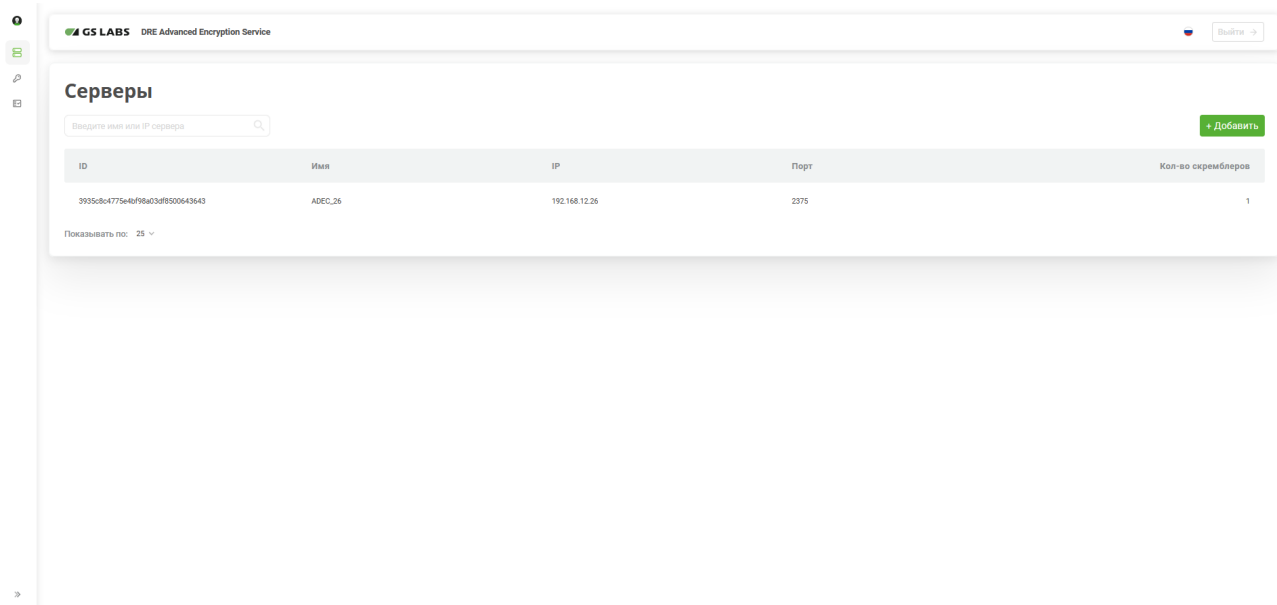 GS LABS DRE Advanced Encryption Service Выйти
Серверы
Введите имя или IP сервера
+ Добавить
ID Имя IP Порт Кол-во скремблеров
3935c8c4775e4bf98a03df8500643643 ADEC_26 192.168.12.26 2375 1
Показывать по: 25